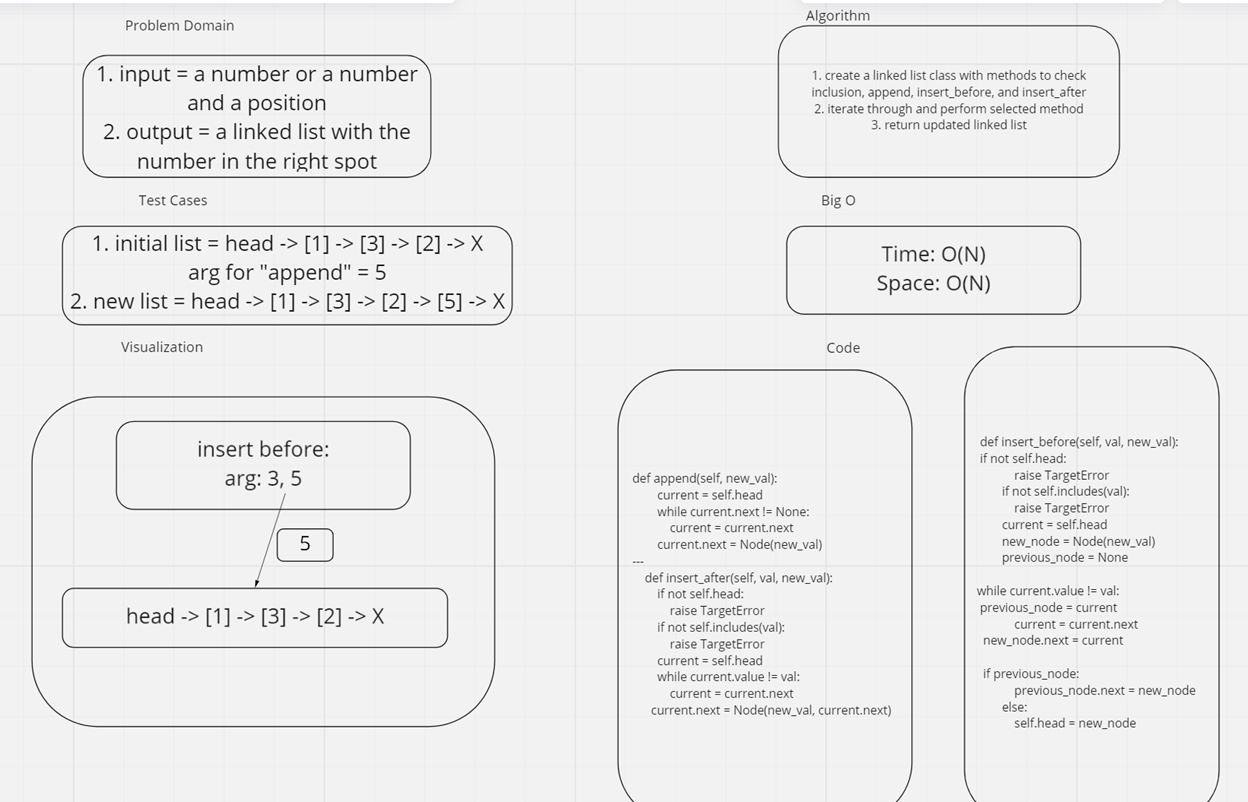 Problem Domain
1. input = a number or a number
and a position
2. output = a linked list with the
number in the right spot
Test Cases
1. initial list = head -> [1] -> [3] -> [2] -> X
arg for "append" = 5
2. new list = head -> [1] -> [3] -> [2] -> [5] -> X
Visualization
insert before:
arg: 3, 5
5
head -> [1] -> [3] -> [2] -> X
Algorithm
1. create a linked list class with methods to check
inclusion, append, insert_before, and insert_after
2. iterate through and perform selected method
3. return updated linked list
Big O
Time: O(N)
Space: O(N)
Code
def append(self, new_val):
current = self.head
while current.next != None:
current = current.next
current.next = Node(new_val)
---
def insert_after(self, val, new_val):
if not self.head:
raise TargetError
if not self.includes(val):
raise TargetError
current = self.head
while current.value != val:
current = current.next
current.next = Node(new_val, current.next)
def insert_before(self, val, new_val):
if not self.head:
raise TargetError
if not self.includes(val):
raise TargetError
current = self.head
new_node = Node(new_val)
previous_node = None
while current.value != val:
previous_node = current
current = current.next
new_node.next = current
if previous_node:
previous_node.next = new_node
else:
self.head = new_node